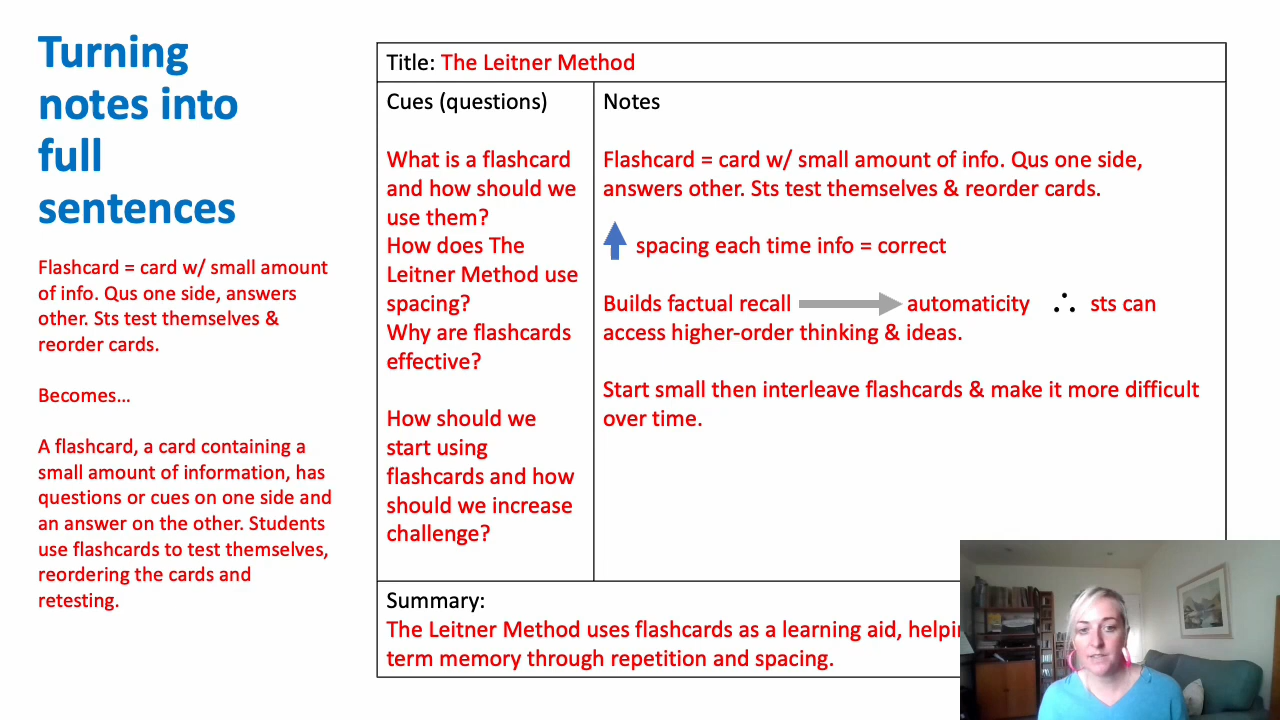 Turning
notes into
full
sentences
Flashcard = card w/ small amount
of info. Qus one side, answers
other. Sts test themselves &
reorder cards.
Becomes…
A flashcard, a card containing a
small amount of information, has
questions or cues on one side and
an answer on the other. Students
use flashcards to test themselves,
reordering the cards and
retesting.
Title: The Leitner Method
Cues (questions)
What is a flashcard
and how should we
use them?
How does The
Leitner Method use
spacing?
Why are flashcards
effective?
How should we
start using
flashcards and how
should we increase
challenge?
Notes
Flashcard = card w/ small amount of info. Qus one side,
answers other. Sts test themselves & reorder cards.
spacing each time info = correct
Builds factual recall automaticity ∴ sts can
access higher-order thinking & ideas.
Start small then interleave flashcards & make it more difficult
over time.
Summary:
The Leitner Method uses flashcards as a learning aid,
term memory through repetition and spacing.